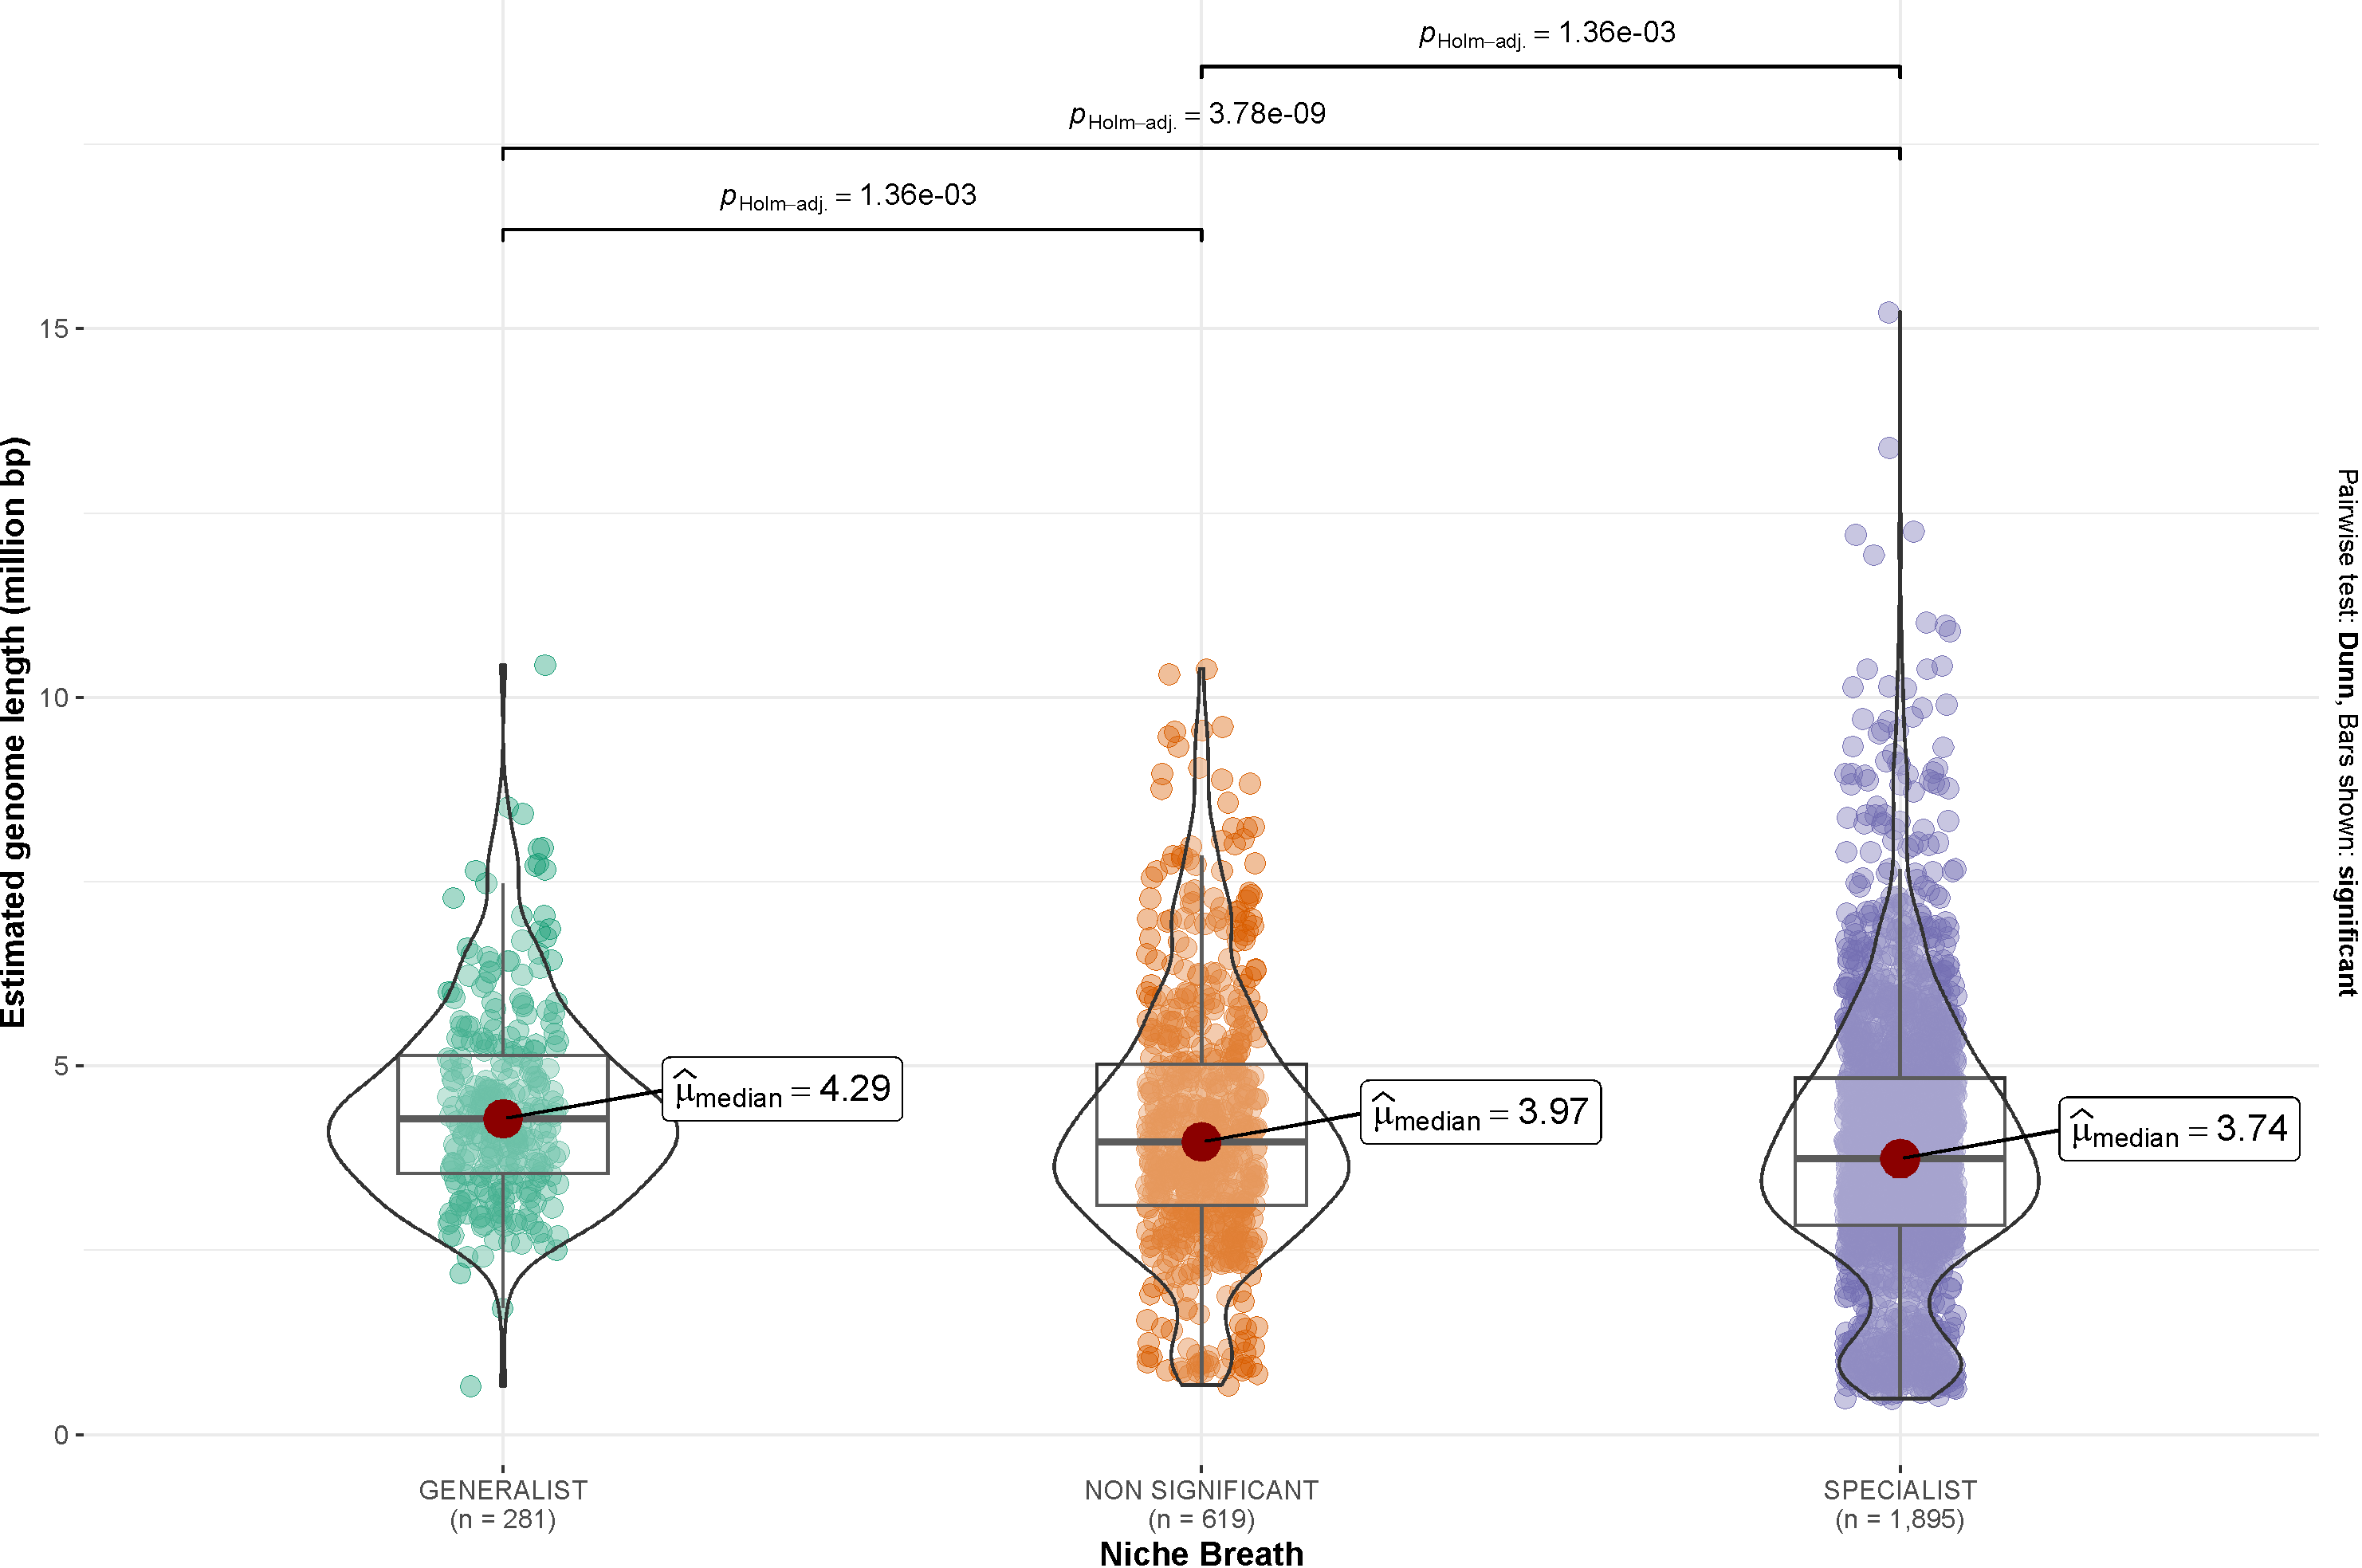 pHolm–adj. = 1.36e-03
pHolm–adj. = 3.78e-09
pHolm–adj. = 1.36e-03
Estimated genome length (million bp)
15
10
5
0
μ̂median = 4.29
μ̂median = 3.97
μ̂median = 3.74
Pairwise test: Dunn, Bars shown: significant
GENERALIST
(n = 281)
NON SIGNIFICANT
(n = 619)
SPECIALIST
(n = 1,895)
Niche Breath